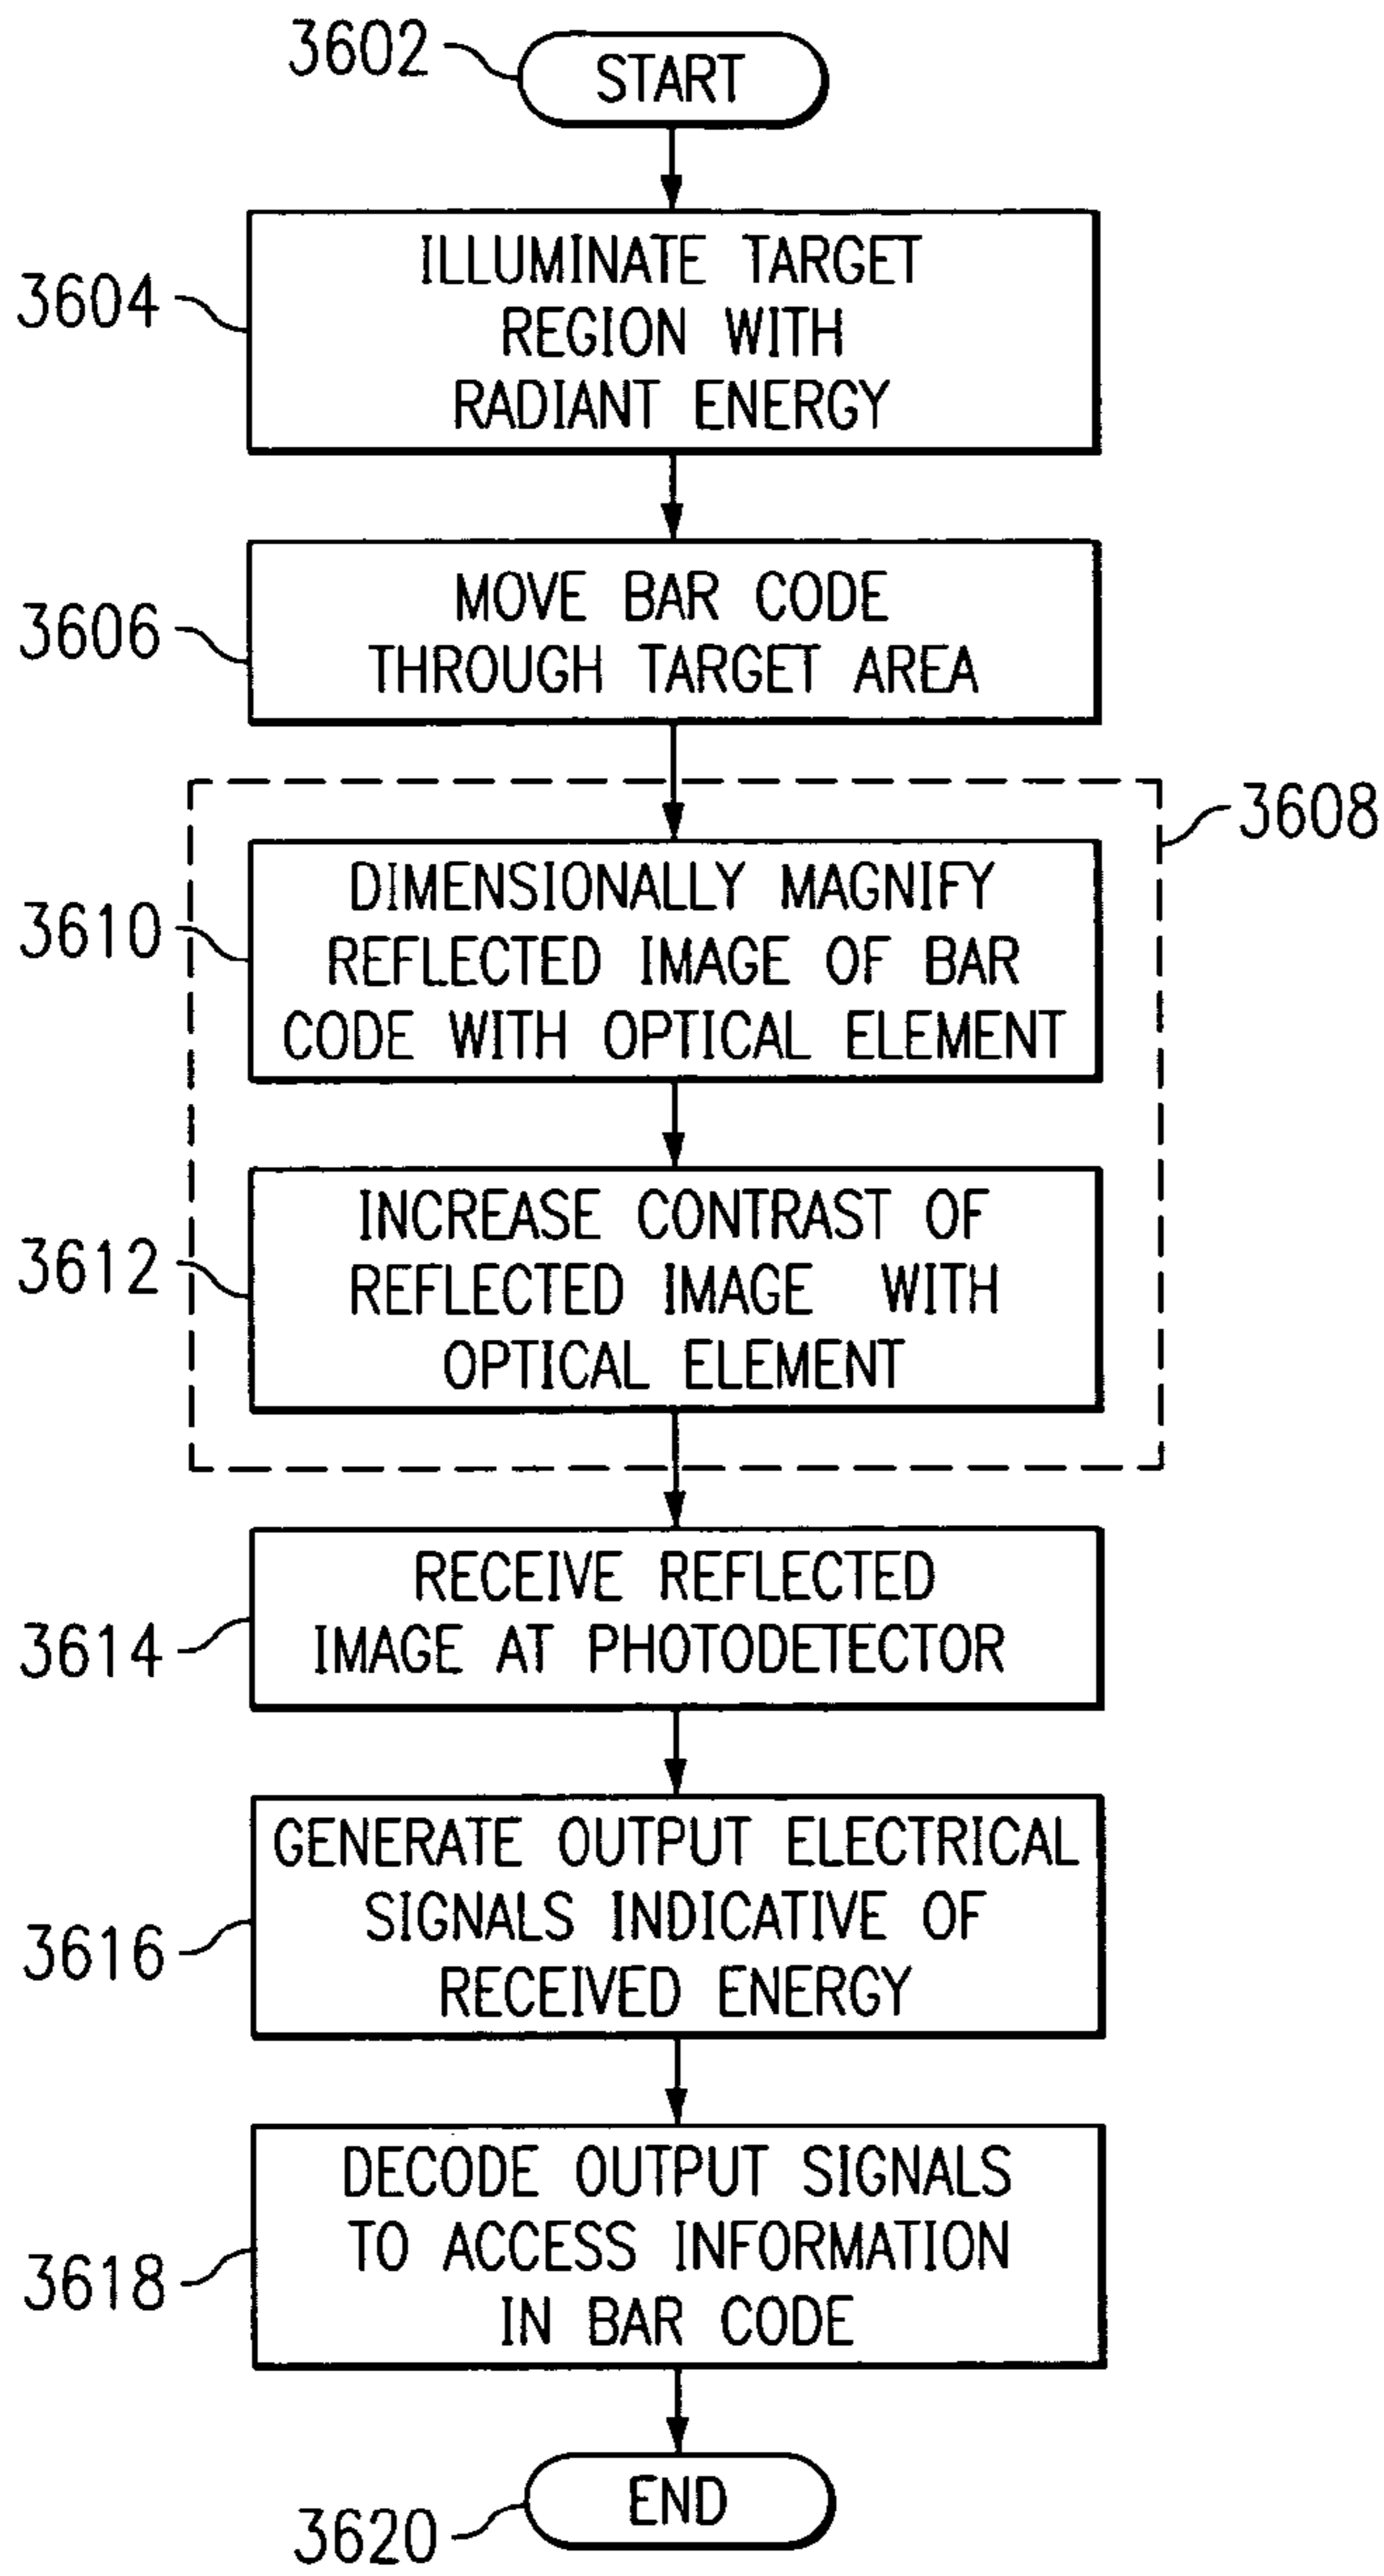 3602
START
3604
ILLUMINATE TARGET
REGION WITH
RADIANT ENERGY
3606
MOVE BAR CODE
THROUGH TARGET AREA
3608
3610
DIMENSIONALLY MAGNIFY
REFLECTED IMAGE OF BAR
CODE WITH OPTICAL ELEMENT
3612
INCREASE CONTRAST OF
REFLECTED IMAGE WITH
OPTICAL ELEMENT
3614
RECEIVE REFLECTED
IMAGE AT PHOTODETECTOR
3616
GENERATE OUTPUT ELECTRICAL
SIGNALS INDICATIVE OF
RECEIVED ENERGY
3618
DECODE OUTPUT SIGNALS
TO ACCESS INFORMATION
IN BAR CODE
3620
END